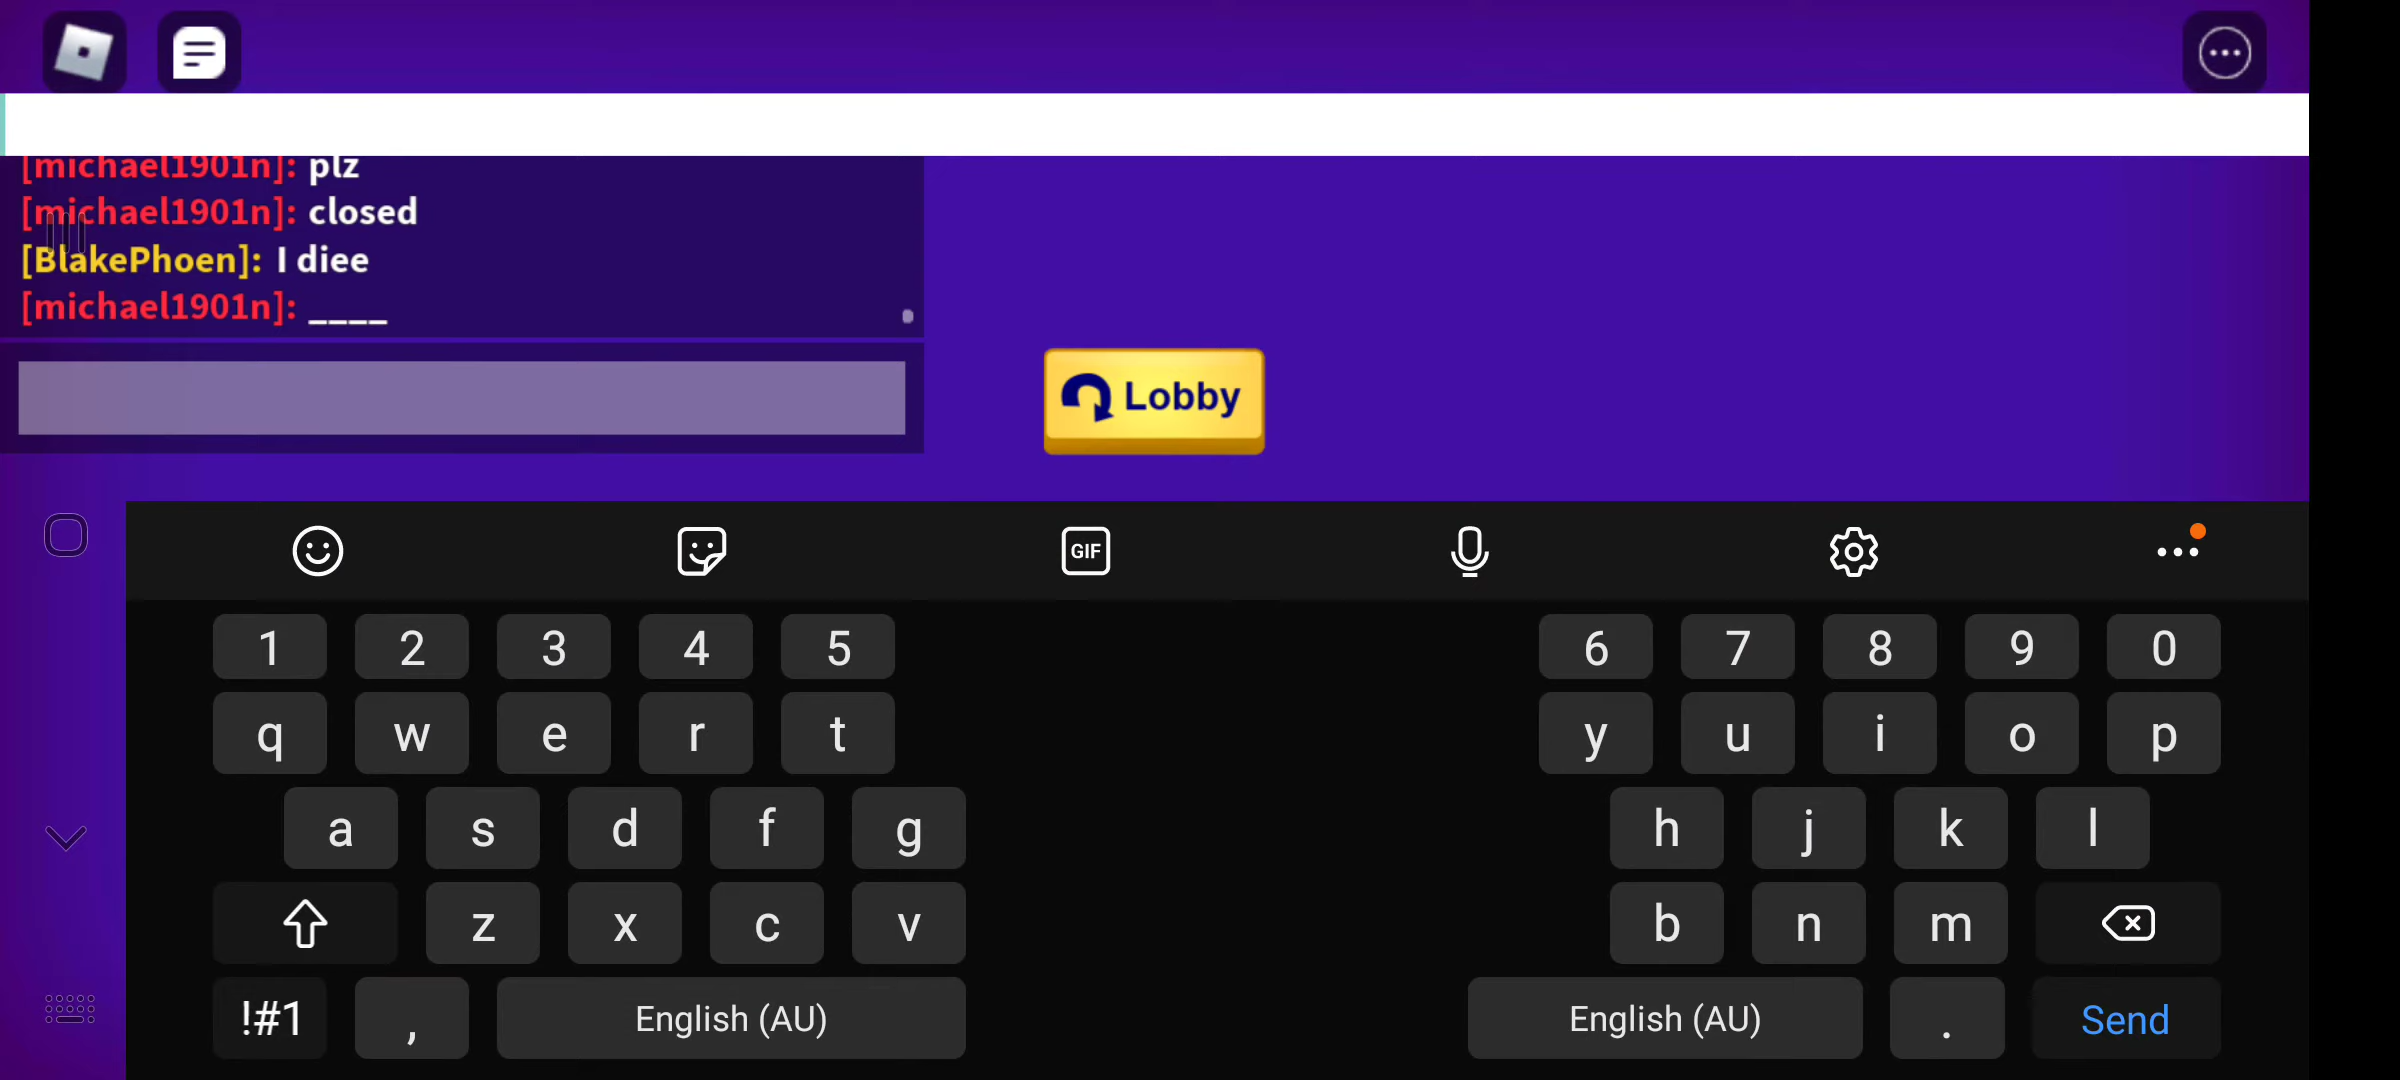 [michael1901n]: plz
[michael1901n]: closed
[BlakePhoen]: I diee
[michael1901n]: ____
Lobby
GIF
1 2 3 4 5 6 7 8 9 0
q w e r t y u i o p
a s d f g h j k l
z x c v b n m
!#1 , English (AU) English (AU) . Send